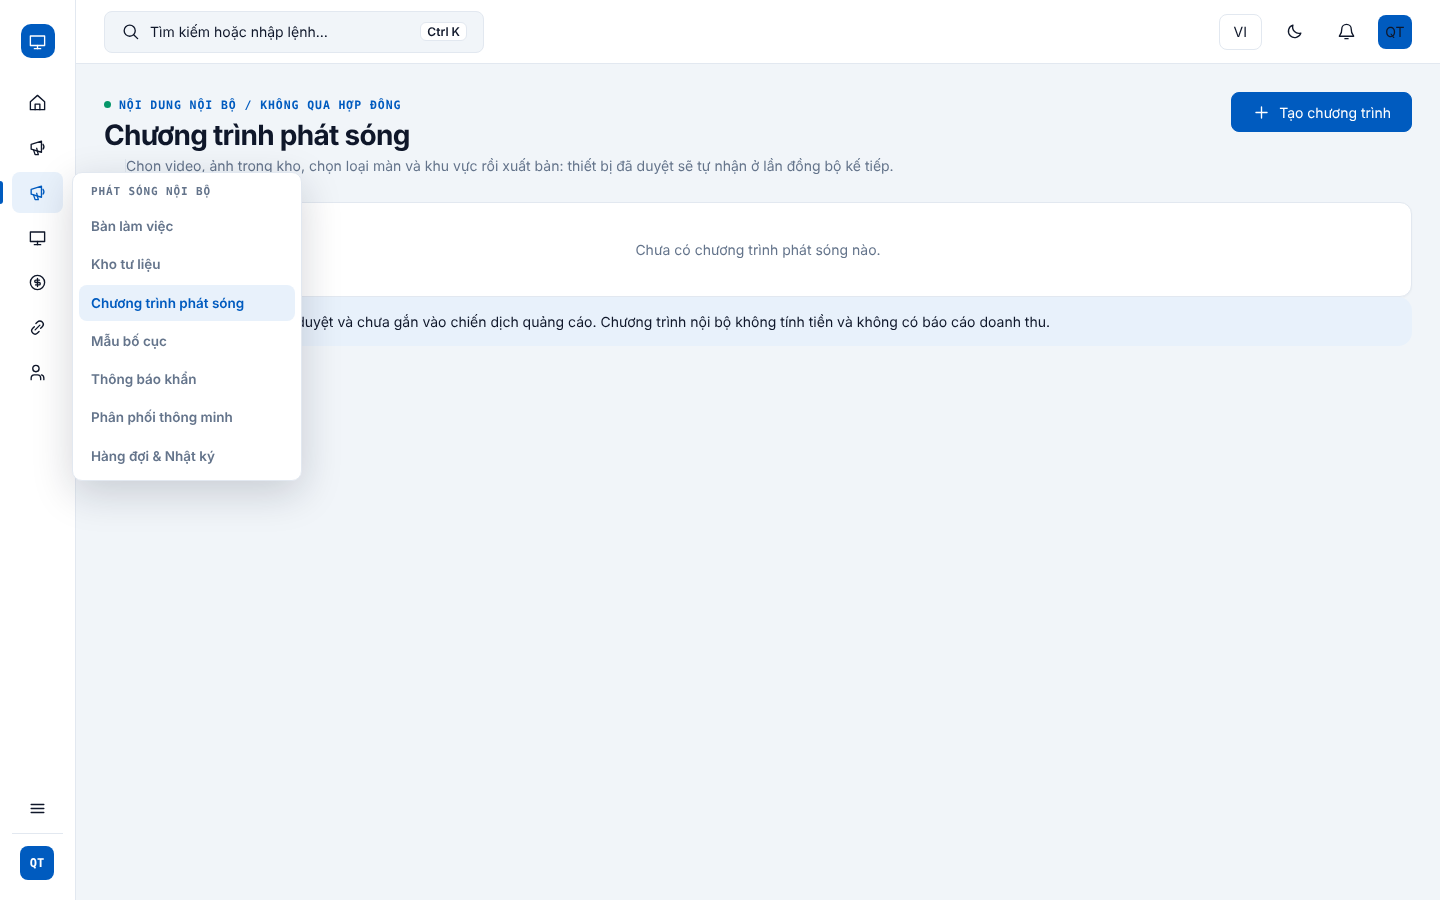 Tìm kiếm hoặc nhập lệnh...
Ctrl K
VI
QT
NỘI DUNG NỘI BỘ / KHÔNG QUA HỢP ĐỒNG
Chương trình phát sóng
Tạo chương trình
Chọn video, ảnh trong kho, chọn loại màn và khu vực rồi xuất bản: thiết bị đã duyệt sẽ tự nhận ở lần đồng bộ kế tiếp.
PHÁT SÓNG NỘI BỘ
Bàn làm việc
Kho tư liệu
Chương trình phát sóng
Mẫu bố cục
Thông báo khẩn
Phân phối thông minh
Hàng đợi & Nhật ký
Chưa có chương trình phát sóng nào.
duyệt và chưa gắn vào chiến dịch quảng cáo. Chương trình nội bộ không tính tiền và không có báo cáo doanh thu.
QT